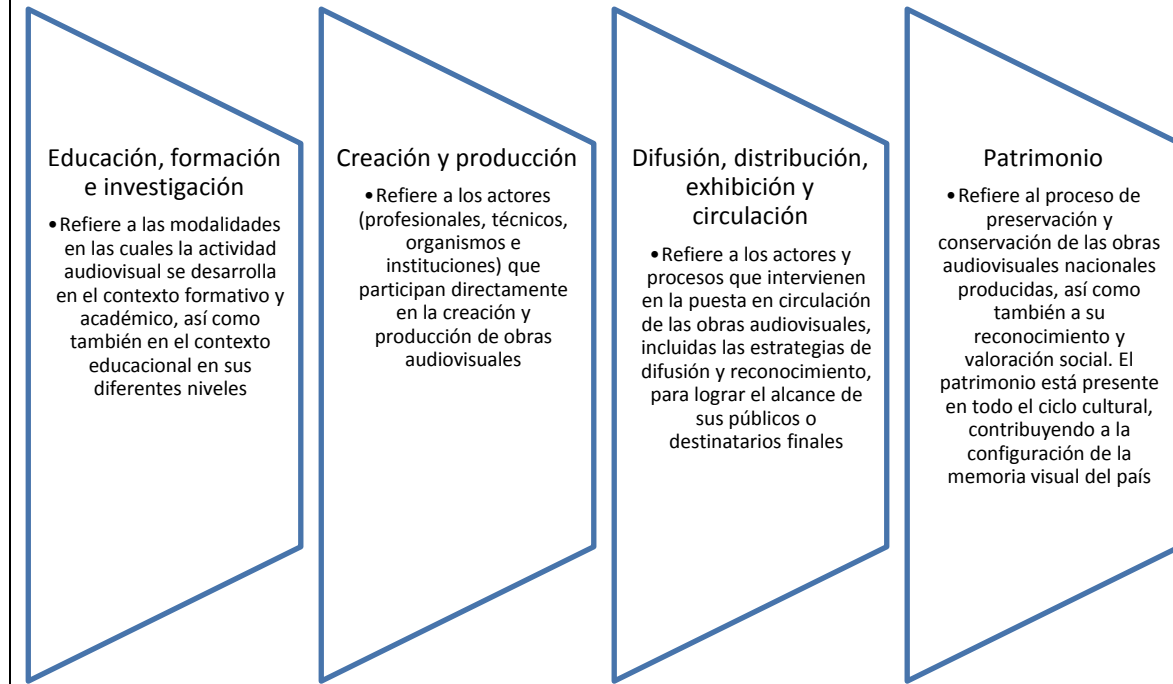 Educación, formación
e investigación
•Refiere a las modalidades
en las cuales la actividad
audiovisual se desarrolla
en el contexto formativo y
académico, así como
también en el contexto
educacional en sus
diferentes niveles
Creación y producción
•Refiere a los actores
(profesionales, técnicos,
organismos e
instituciones) que
participan directamente
en la creación y
producción de obras
audiovisuales
Difusión, distribución,
exhibición y
circulación
•Refiere a los actores y
procesos que intervienen
en la puesta en circulación
de las obras audiovisuales,
incluidas las estrategias de
difusión y reconocimiento,
para lograr el alcance de
sus públicos o
destinatarios finales
Patrimonio
•Refiere al proceso de
preservación y
conservación de las obras
audiovisuales nacionales
producidas, así como
también a su
reconocimiento y
valoración social. El
patrimonio está presente
en todo el ciclo cultural,
contribuyendo a la
configuración de la
memoria visual del país